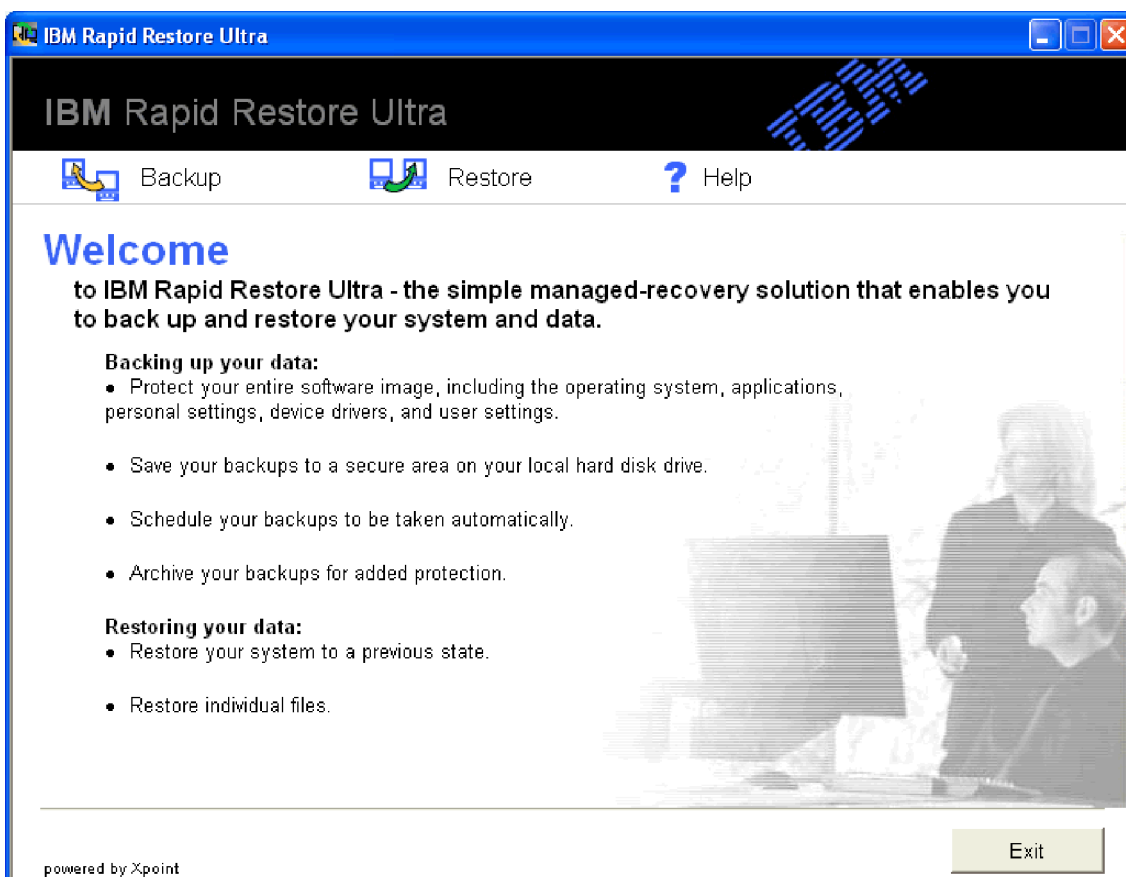 IBM Rapid Restore Ultra
IBM Rapid Restore Ultra
IBM
Backup
Restore
? Help
Welcome
to IBM Rapid Restore Ultra - the simple managed-recovery solution that enables you
to back up and restore your system and data.
Backing up your data:
• Protect your entire software image, including the operating system, applications,
personal settings, device drivers, and user settings.
• Save your backups to a secure area on your local hard disk drive.
• Schedule your backups to be taken automatically.
• Archive your backups for added protection.
Restoring your data:
• Restore your system to a previous state.
• Restore individual files.
Exit
powered by Xpoint